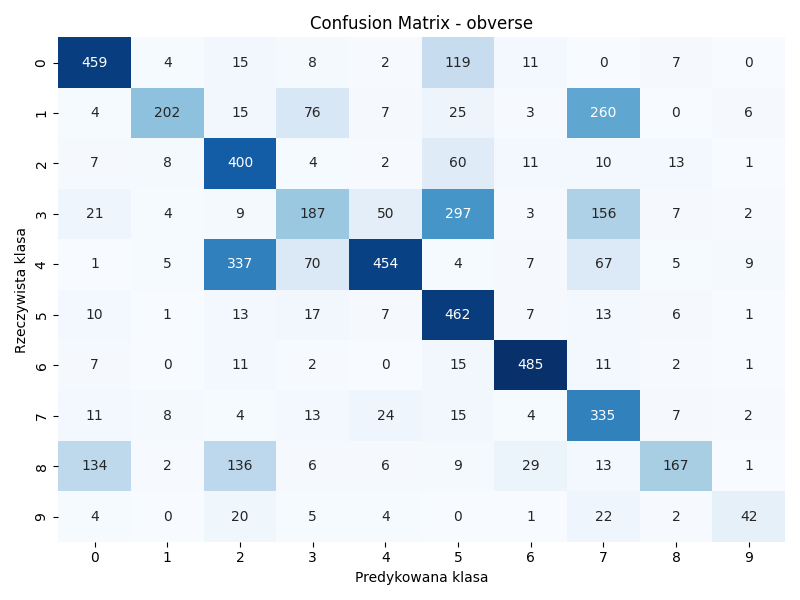 Confusion Matrix - obverse
Rzeczywista klasa
0 459 4 15 8 2 119 11 0 7 0
1 4 202 15 76 7 25 3 260 0 6
2 7 8 400 4 2 60 11 10 13 1
3 21 4 9 187 50 297 3 156 7 2
4 1 5 337 70 454 4 7 67 5 9
5 10 1 13 17 7 462 7 13 6 1
6 7 0 11 2 0 15 485 11 2 1
7 11 8 4 13 24 15 4 335 7 2
8 134 2 136 6 6 9 29 13 167 1
9 4 0 20 5 4 0 1 22 2 42
0 1 2 3 4 5 6 7 8 9
Predykowana klasa